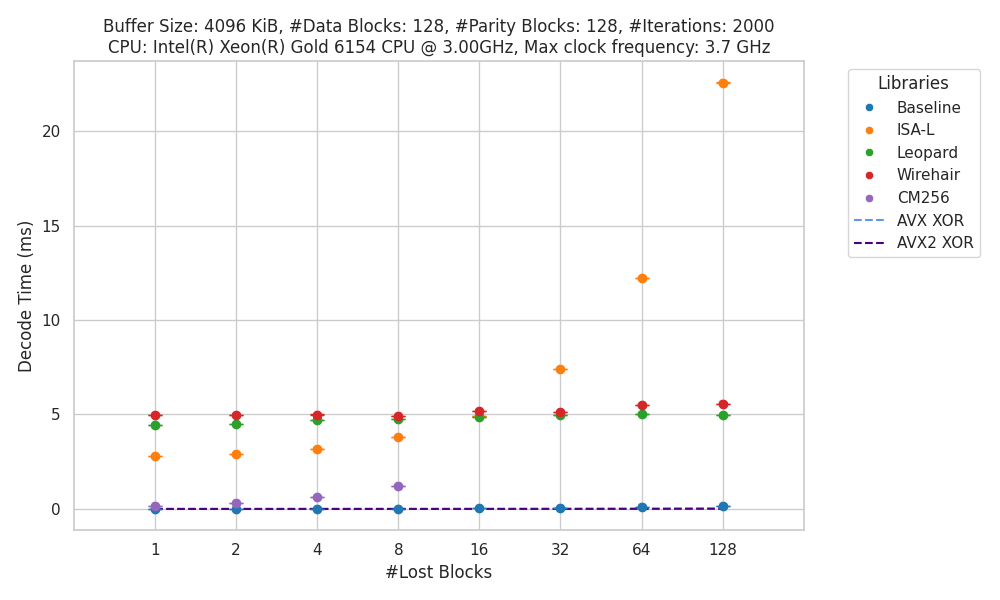 Buffer Size: 4096 KiB, #Data Blocks: 128, #Parity Blocks: 128, #Iterations: 2000
CPU: Intel(R) Xeon(R) Gold 6154 CPU @ 3.00GHz, Max clock frequency: 3.7 GHz
Decode Time (ms)
20
15
10
5
0
1 2 4 8 16 32 64 128
#Lost Blocks
Libraries
Baseline
ISA-L
Leopard
Wirehair
CM256
AVX XOR
AVX2 XOR